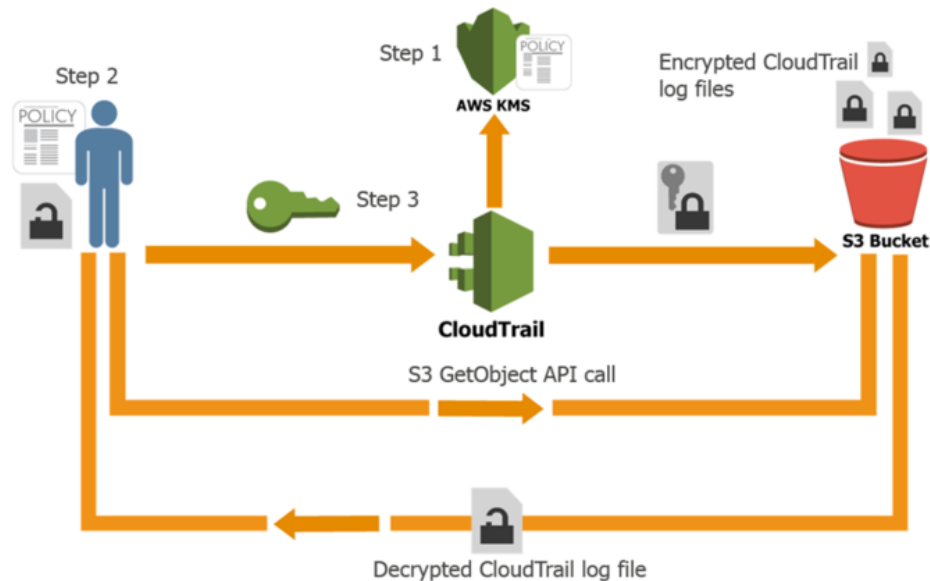 Step 1
POLICY
AWS KMS
Step 2
POLICY
Encrypted CloudTrail
log files
Step 3
S3 Bucket
CloudTrail
S3 GetObject API call
Decrypted CloudTrail log file